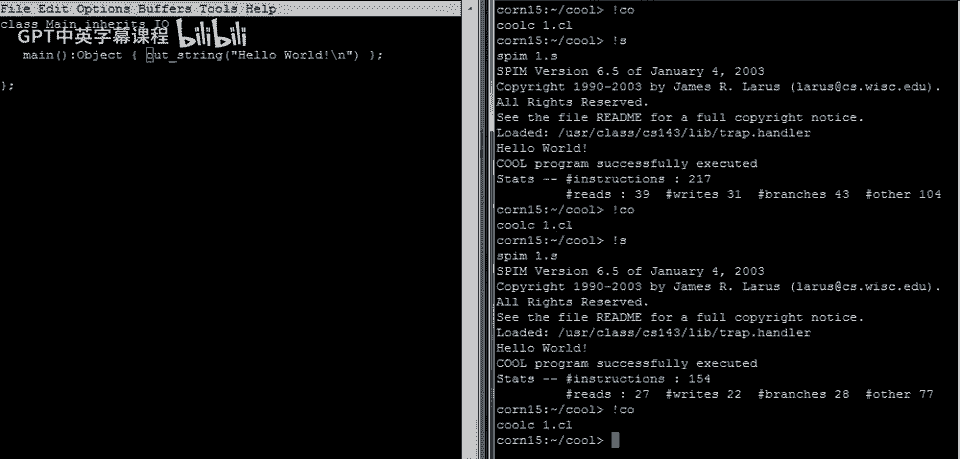 File Edit Options Buffers Tools Help
class Main inherits IO
GPT中英字幕课程 bilibili
main():Object { out_string("Hello World!\n") };
};
corn15:~/cool> !co
coolc 1.cl
corn15:~/cool> !s
spim 1.s
SPIM Version 6.5 of January 4, 2003
Copyright 1990-2003 by James R. Larus (larus@cs.wisc.edu).
All Rights Reserved.
See the file README for a full copyright notice.
Loaded: /usr/class/cs143/lib/trap.handler
Hello World!
COOL program successfully executed
Stats -- #instructions : 217
#reads : 39 #writes 31 #branches 43 #other 104
corn15:~/cool> !co
coolc 1.cl
corn15:~/cool> !s
spim 1.s
SPIM Version 6.5 of January 4, 2003
Copyright 1990-2003 by James R. Larus (larus@cs.wisc.edu).
All Rights Reserved.
See the file README for a full copyright notice.
Loaded: /usr/class/cs143/lib/trap.handler
Hello World!
COOL program successfully executed
Stats -- #instructions : 154
#reads : 27 #writes 22 #branches 28 #other 77
corn15:~/cool> !co
coolc 1.cl
corn15:~/cool>